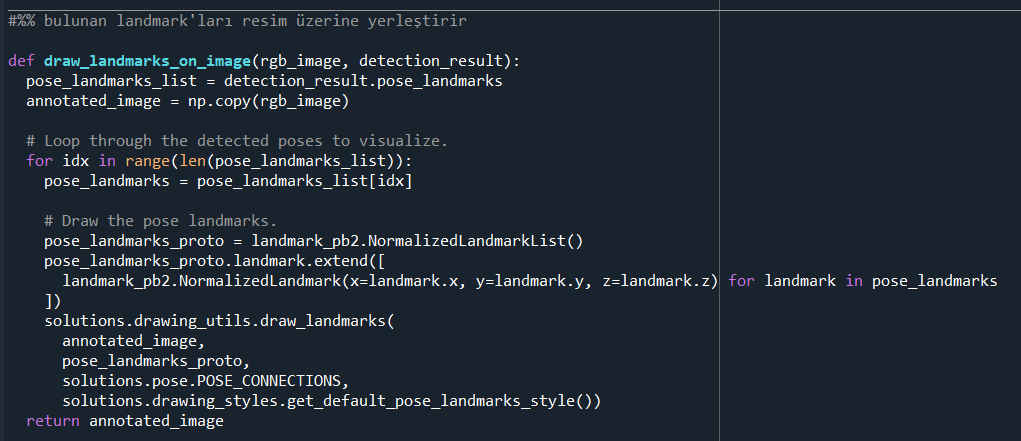 #%% bulunan landmark'ları resim üzerine yerleştirir
def draw_landmarks_on_image(rgb_image, detection_result):
  pose_landmarks_list = detection_result.pose_landmarks
  annotated_image = np.copy(rgb_image)
  # Loop through the detected poses to visualize.
  for idx in range(len(pose_landmarks_list)):
    pose_landmarks = pose_landmarks_list[idx]
    # Draw the pose landmarks.
    pose_landmarks_proto = landmark_pb2.NormalizedLandmarkList()
    pose_landmarks_proto.landmark.extend([
      landmark_pb2.NormalizedLandmark(x=landmark.x, y=landmark.y, z=landmark.z) for landmark in pose_landmarks
    ])
    solutions.drawing_utils.draw_landmarks(
      annotated_image,
      pose_landmarks_proto,
      solutions.pose.POSE_CONNECTIONS,
      solutions.drawing_styles.get_default_pose_landmarks_style())
  return annotated_image